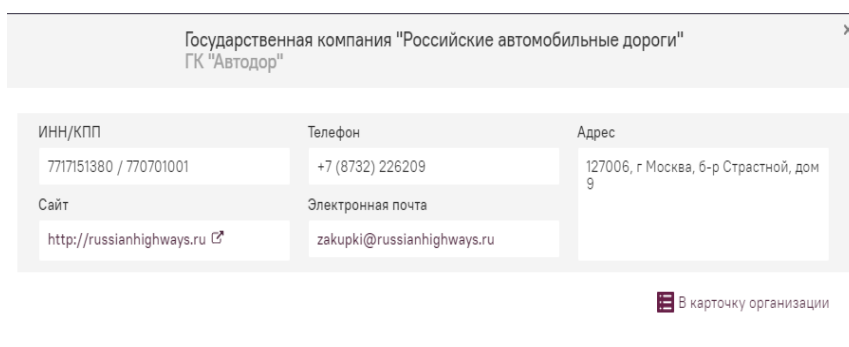 Государственная компания "Российские автомобильные дороги"
ГК "Автодор"
ИНН/КПП
7717151380 / 770701001
Телефон
+7 (8732) 226209
Адрес
127006, г Москва, б-р Страстной, дом
9
Сайт
http://russianhighways.ru
Электронная почта
zakupki@russianhighways.ru
В карточку организации